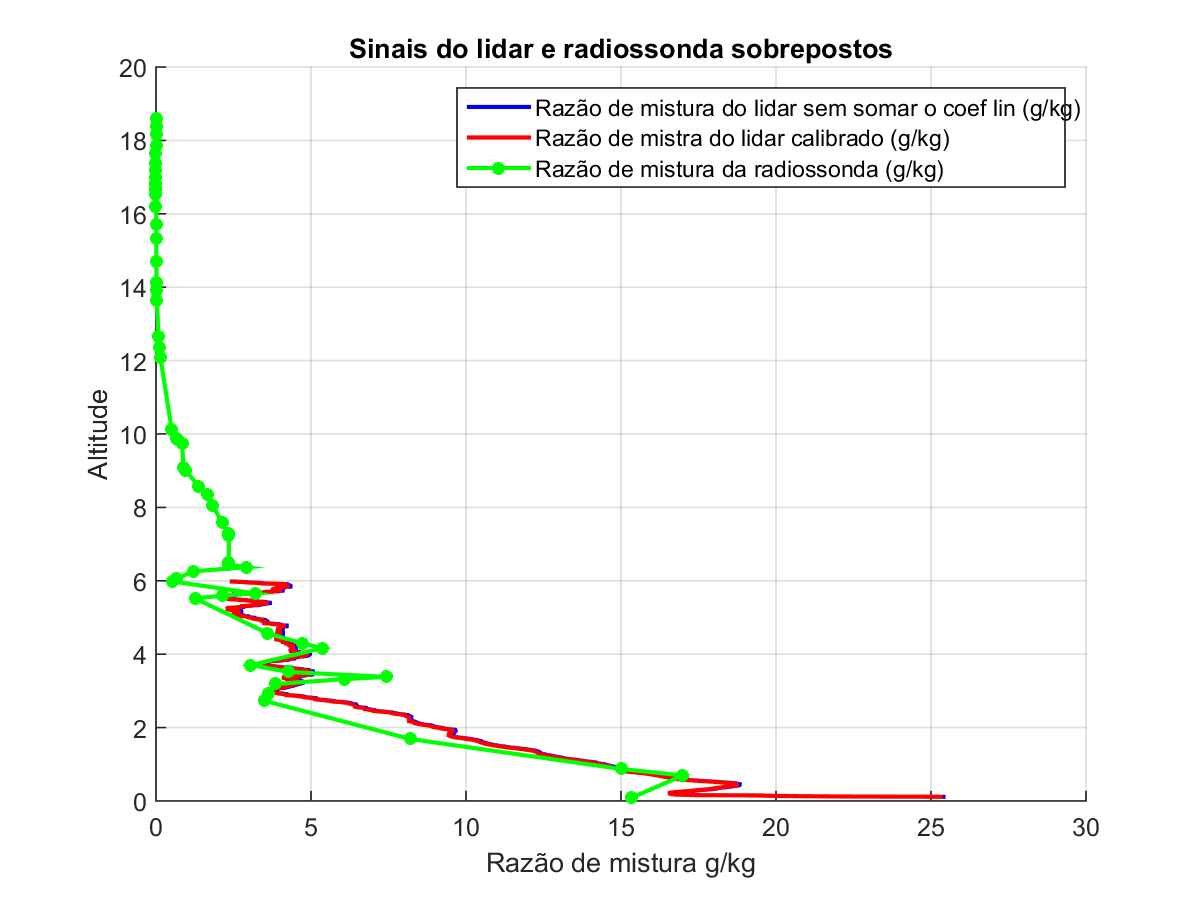 Sinais do lidar e radiossonda sobrepostos
Razão de mistura do lidar sem somar o coef lin (g/kg)
Razão de mistra do lidar calibrado (g/kg)
Razão de mistura da radiossonda (g/kg)
20
18
16
14
12
10
8
6
4
2
0
Altitude
0 5 10 15 20 25 30
Razão de mistura g/kg